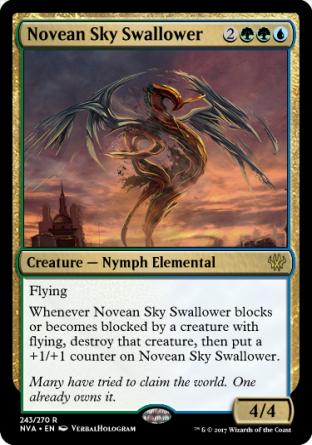 Novean Sky Swallower 2
Creature — Nymph Elemental
Flying
Whenever Novean Sky Swallower blocks
or becomes blocked by a creature with
flying, destroy that creature, then put a
+1/+1 counter on Novean Sky Swallower.
Many have tried to claim the world. One
already owns it.
4/4
243/270 R
NVA • EN VerbalHologram
™ & © 2017 Wizards of the Coast